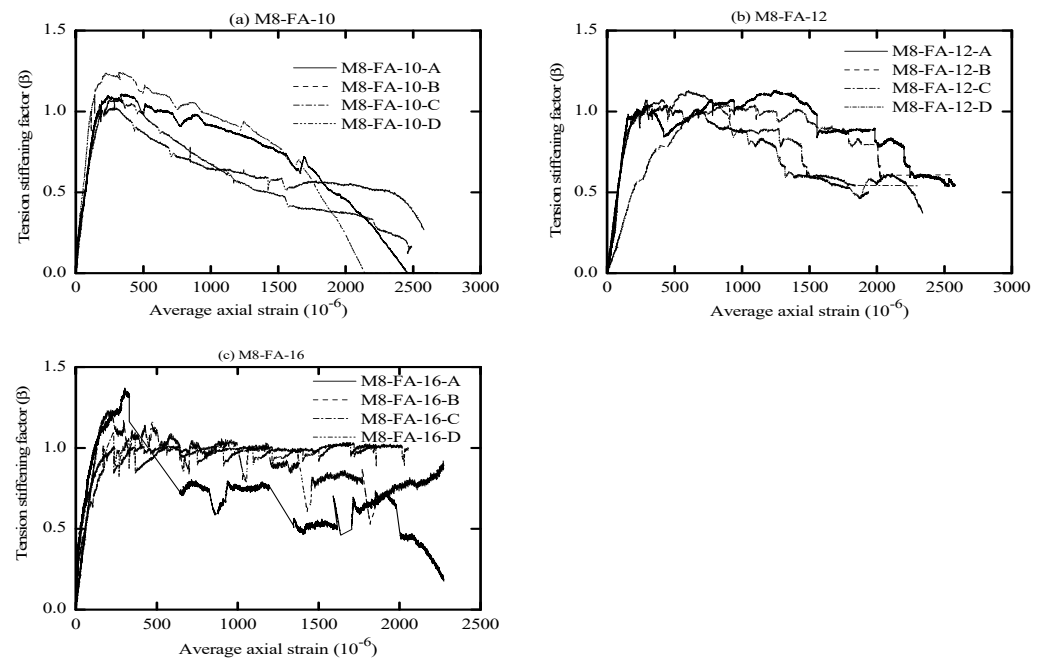 (a) M8-FA-10
1.5
1.0
0.5
0.0
Tension stiffening factor (β)
M8-FA-10-A
M8-FA-10-B
M8-FA-10-C
M8-FA-10-D
0 500 1000 1500 2000 2500 3000
Average axial strain (10⁻⁶)
(b) M8-FA-12
1.5
1.0
0.5
0.0
Tension stiffening factor (β)
M8-FA-12-A
M8-FA-12-B
M8-FA-12-C
M8-FA-12-D
0 500 1000 1500 2000 2500 3000
Average axial strain (10⁻⁶)
(c) M8-FA-16
1.5
1.0
0.5
0.0
Tension stiffening factor (β)
M8-FA-16-A
M8-FA-16-B
M8-FA-16-C
M8-FA-16-D
0 500 1000 1500 2000 2500
Average axial strain (10⁻⁶)